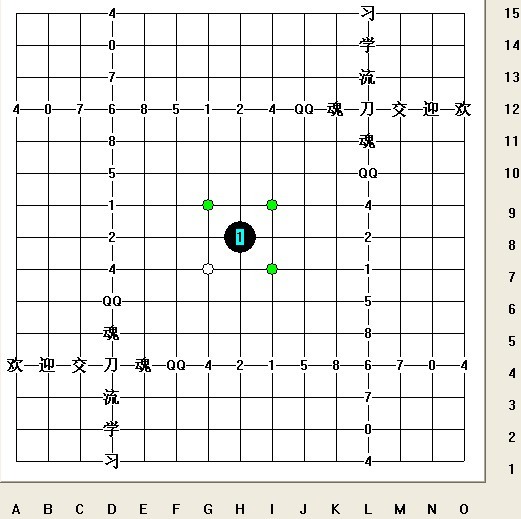 4 习 15
0 学 14
7 流 13
4 0 7 6 8 5 1 2 4 QQ 魂 刀 交 迎 欢 12
8 魂 11
5 QQ 10
1 4 9
2 1 2 8
4 1 7
QQ 5 6
魂 8 5
欢 迎 交 刀 魂 QQ 4 2 1 5 8 6 7 0 4 4
流 7 3
学 0 2
习 4 1
A B C D E F G H I J K L M N O